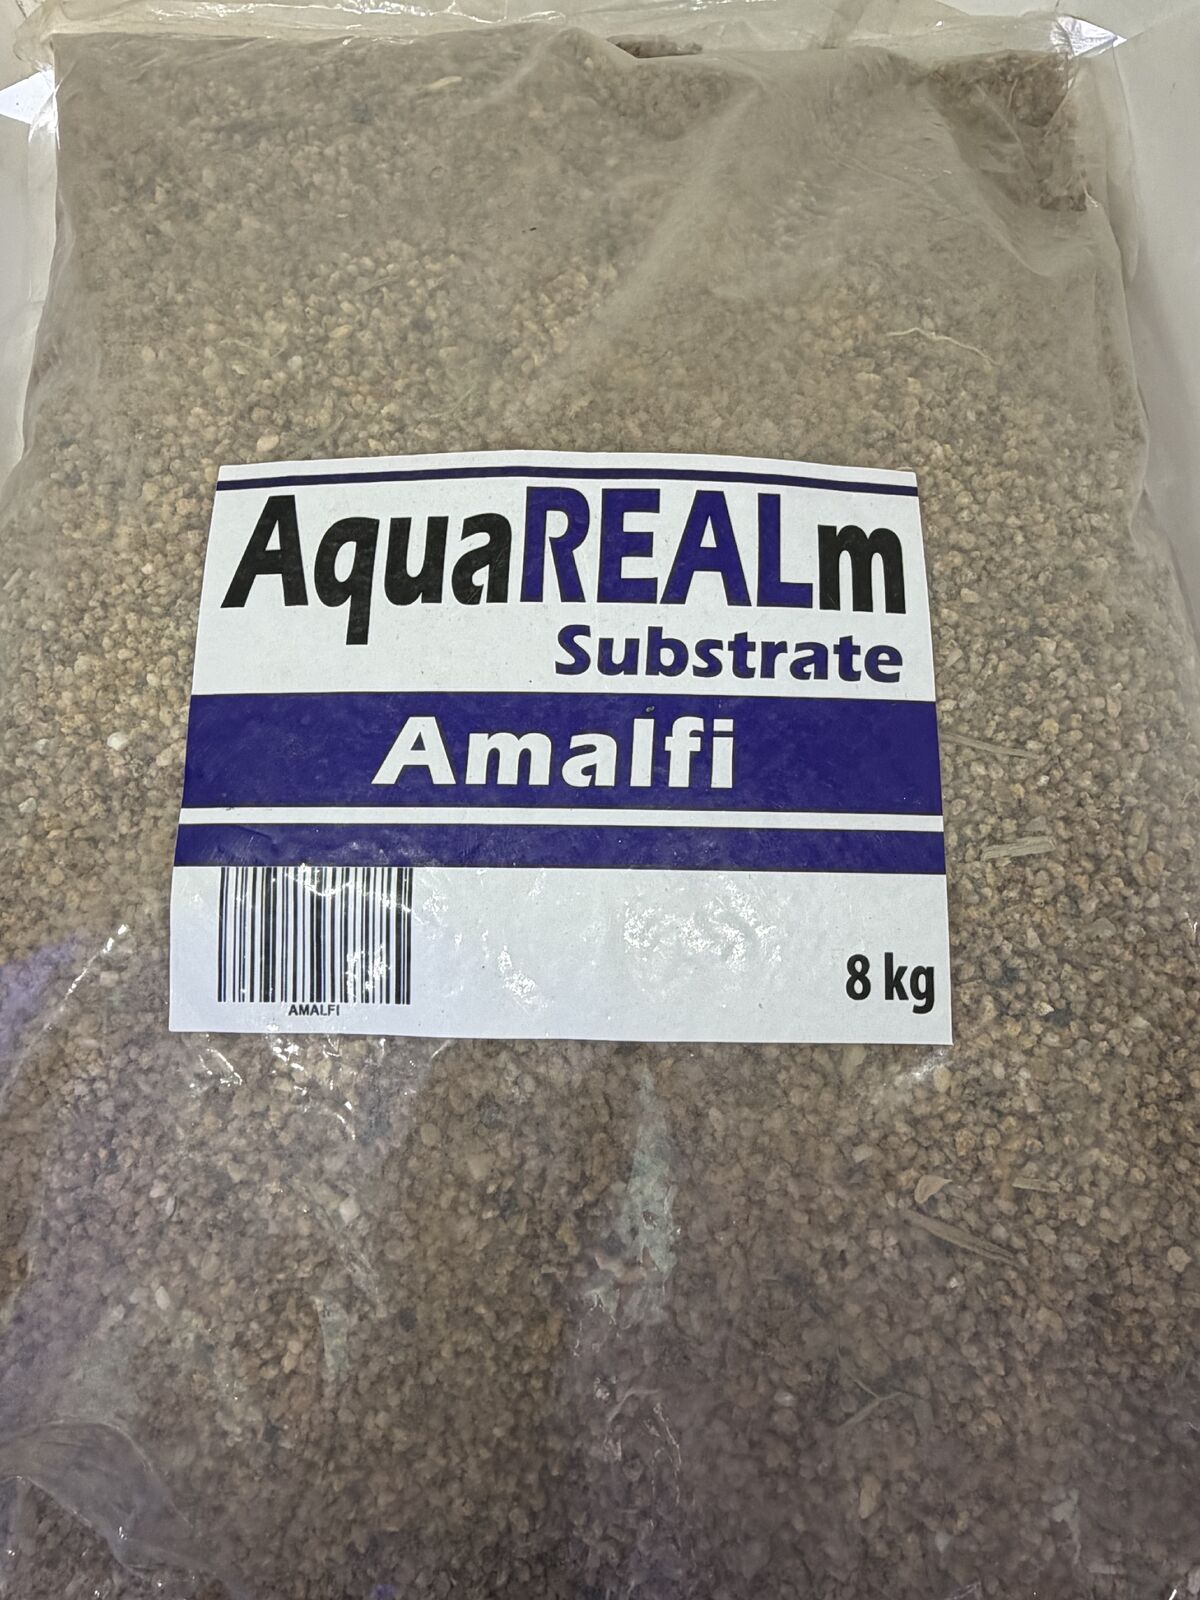 AquaREALm
Substrate
Amalfi
AMALFI
8 kg